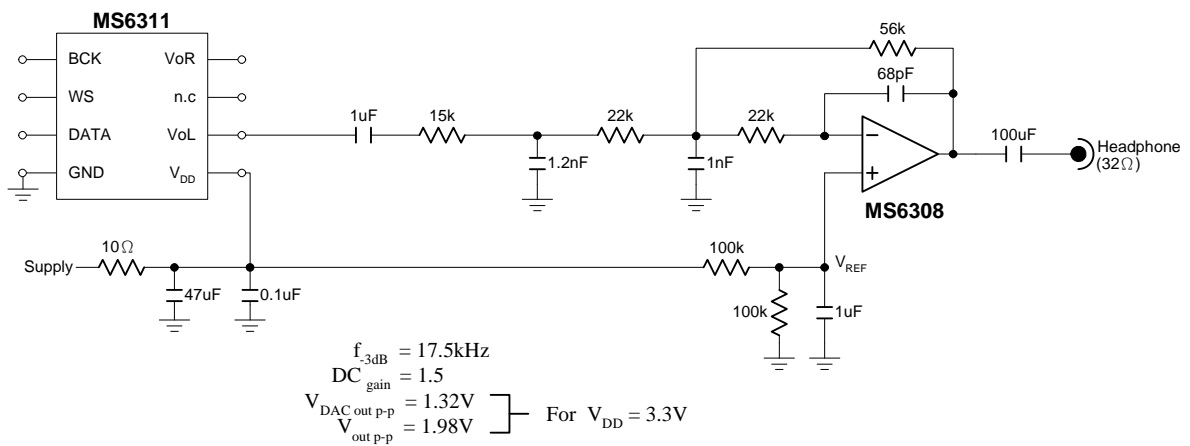 MS6311
BCK
WS
DATA
GND
VoR
n.c
VoL
VDD
1uF
15k
1.2nF
22k
1nF
22k
56k
68pF
−
+
MS6308
100uF
Headphone
(32Ω)
Supply
10Ω
47uF
0.1uF
100k
100k
VREF
1uF
f-3dB = 17.5kHz
DC gain = 1.5
VDAC out p-p = 1.32V
Vout p-p = 1.98V
For VDD = 3.3V